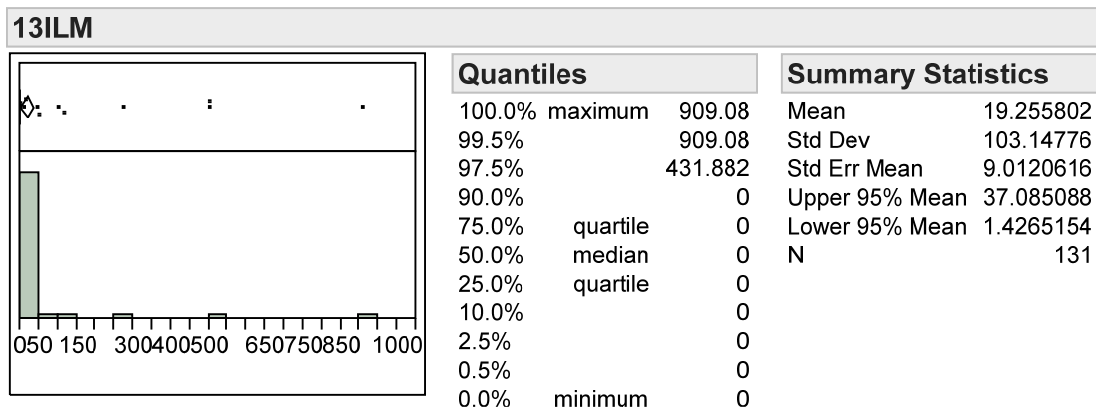 13ILM
050 150 300400500 650750850 1000
Quantiles
100.0% maximum 909.08
99.5% 909.08
97.5% 431.882
90.0% 0
75.0% quartile 0
50.0% median 0
25.0% quartile 0
10.0% 0
2.5% 0
0.5% 0
0.0% minimum 0
Summary Statistics
Mean 19.255802
Std Dev 103.14776
Std Err Mean 9.0120616
Upper 95% Mean 37.085088
Lower 95% Mean 1.4265154
N 131